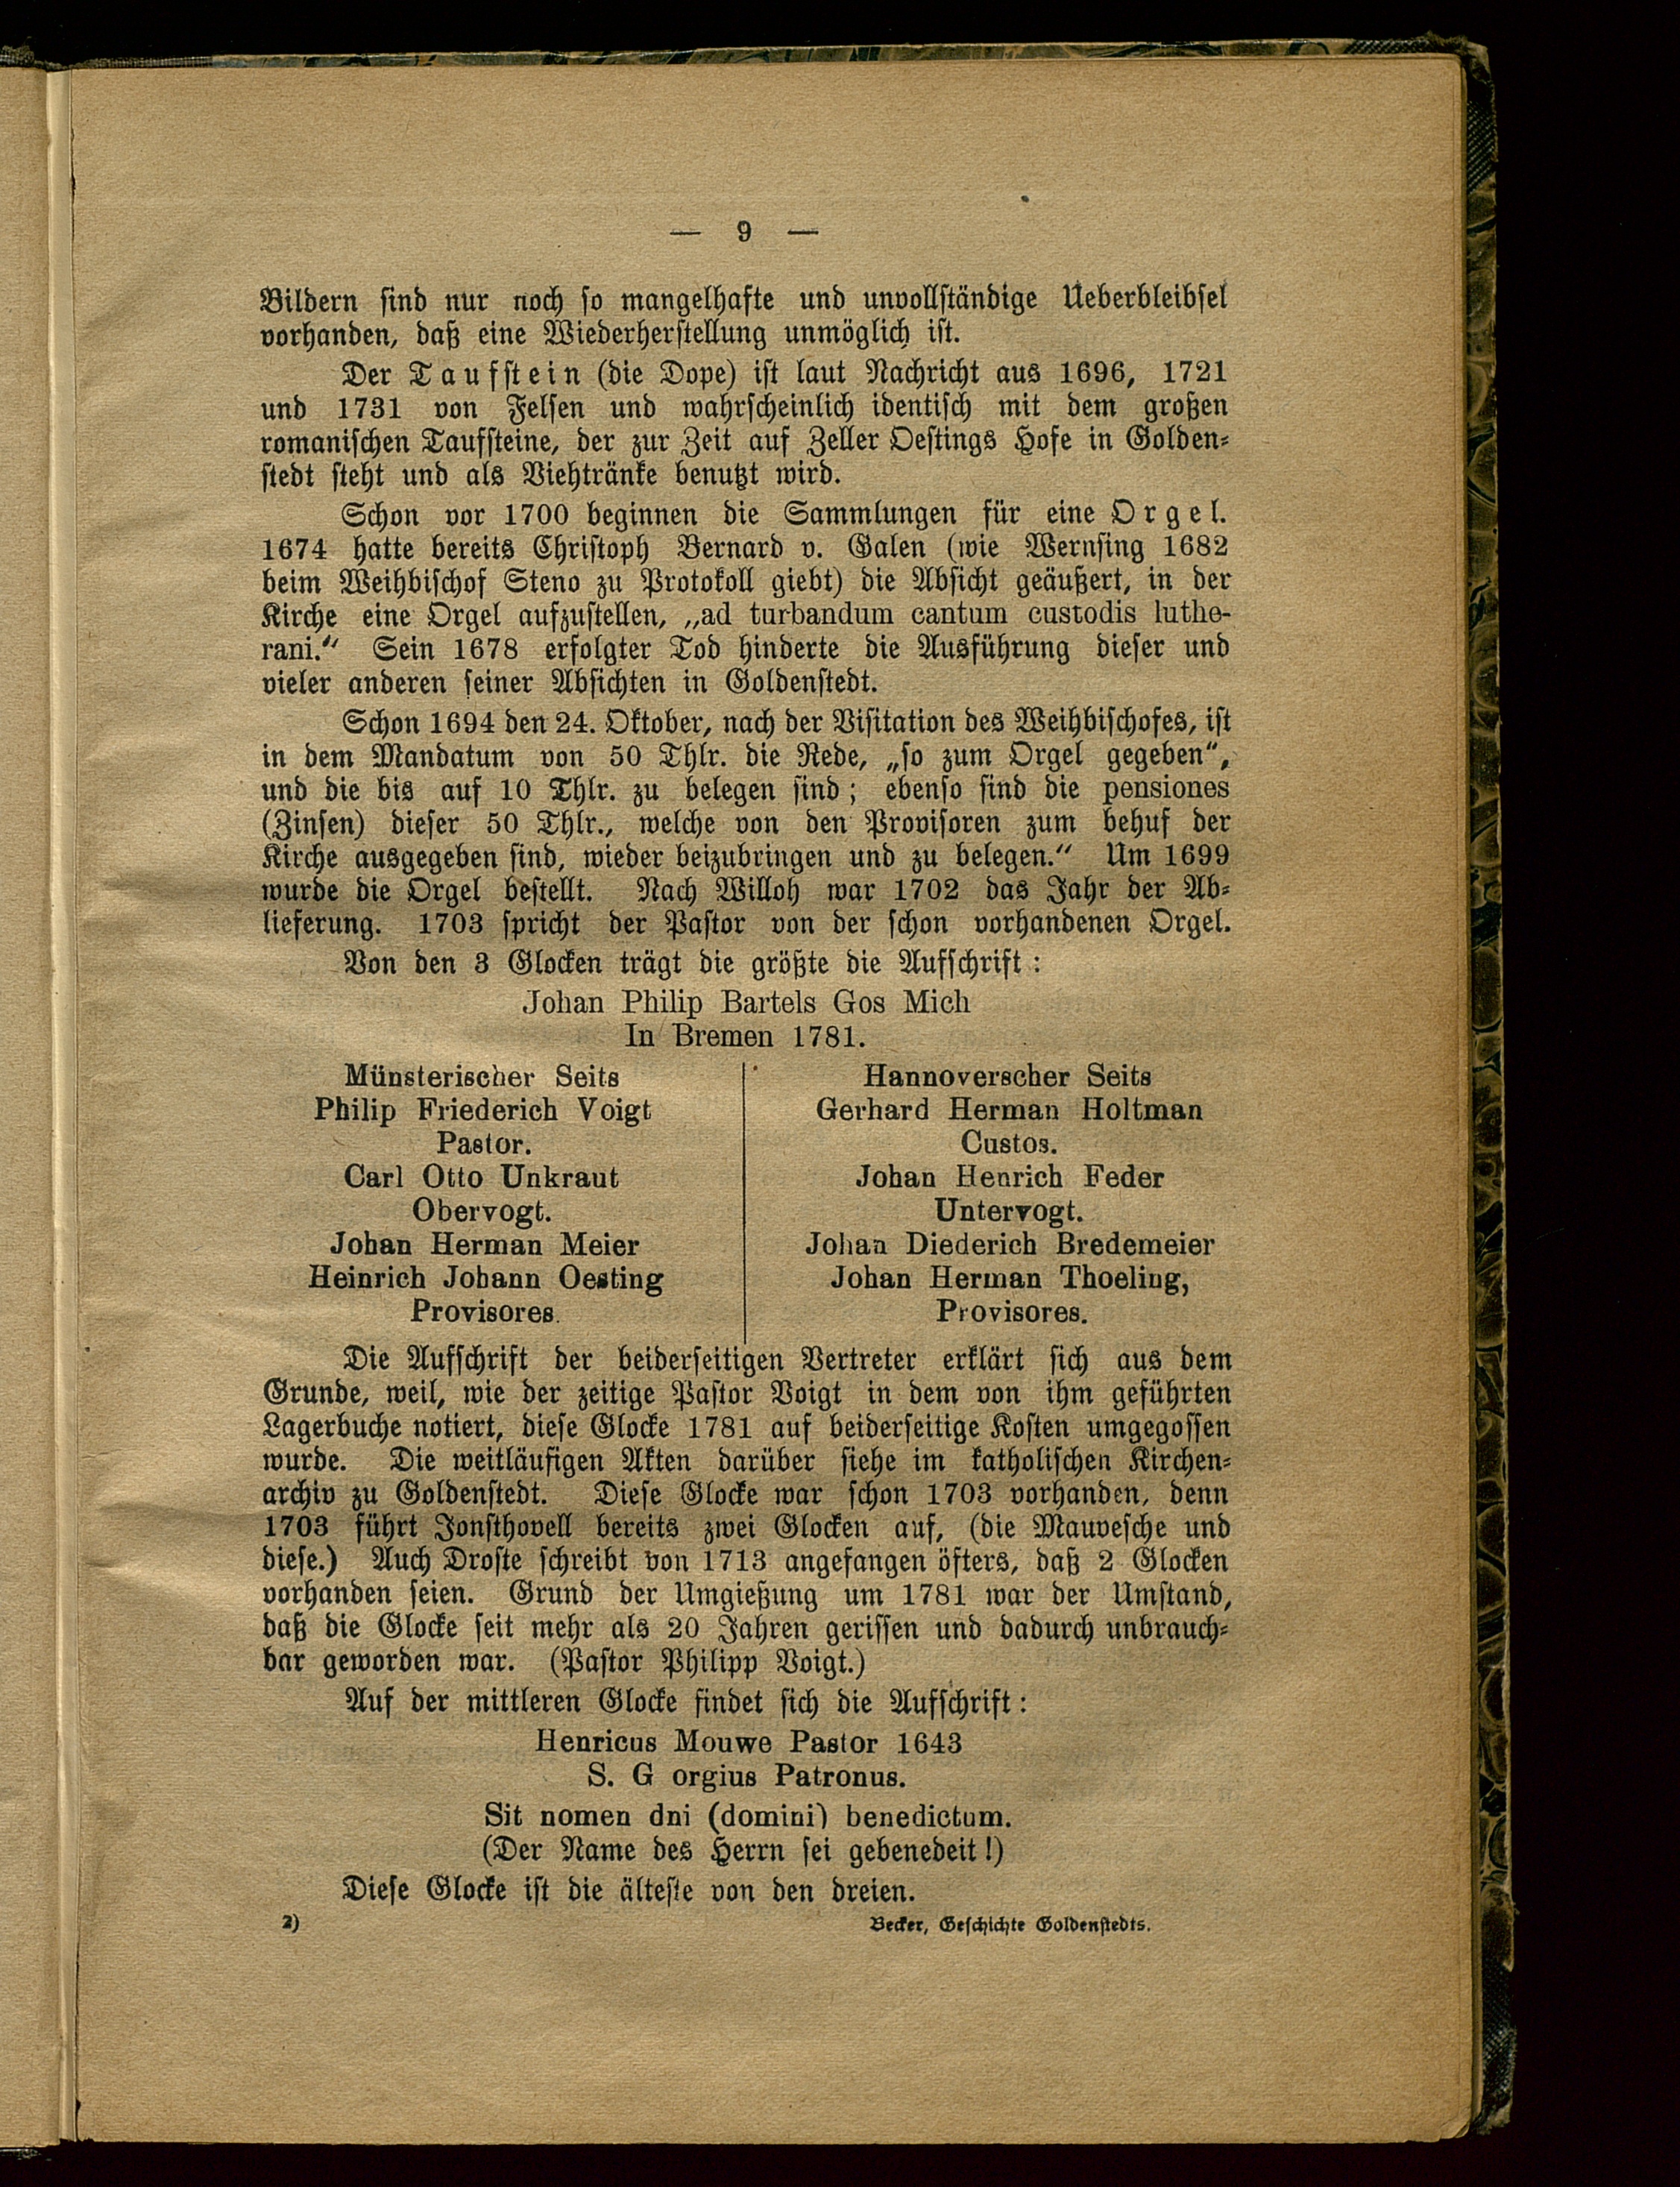 — 9 —
Bildern sind nur noch so mangelhafte und unvollständige Ueberbleibsel
vorhanden, daß eine Wiederherstellung unmöglich ist.
Der Taufstein (die Dope) ist laut Nachricht aus 1696, 1721
und 1731 von Felsen und wahrscheinlich identisch mit dem großen
romanischen Taufsteine, der zur Zeit auf Zeller Oestings Hofe in Golden-
stedt steht und als Viehtränke benutzt wird.
Schon vor 1700 beginnen die Sammlungen für eine Orgel.
1674 hatte bereits Christoph Bernard v. Galen (wie Wernsing 1682
beim Weihbischof Steno zu Protokoll giebt) die Absicht geäußert, in der
Kirche eine Orgel aufzustellen, „ad turbandum cantum custodis luthe-
rani.“ Sein 1678 erfolgter Tod hinderte die Ausführung dieser und
vieler anderen seiner Absichten in Goldenstedt.
Schon 1694 den 24. Oktober, nach der Visitation des Weihbischofes, ist
in dem Mandatum von 50 Thlr. die Rede, „so zum Orgel gegeben“,
und die bis auf 10 Thlr. zu belegen sind; ebenso sind die pensiones
(Zinsen) dieser 50 Thlr., welche von den Provisoren zum behuf der
Kirche ausgegeben sind, wieder beizubringen und zu belegen.“ Um 1699
wurde die Orgel bestellt. Nach Willoh war 1702 das Jahr der Ab-
lieferung. 1703 spricht der Pastor von der schon vorhandenen Orgel.
Von den 3 Glocken trägt die größte die Aufschrift:
Johan Philip Bartels Gos Mich
In Bremen 1781.
Münsterischer Seits
Philip Friederich Voigt
Pastor.
Carl Otto Unkraut
Obervogt.
Johan Herman Meier
Heinrich Johann Oesting
Provisores.
Hannoverscher Seits
Gerhard Herman Holtman
Custos.
Johan Henrich Feder
Untervogt.
Johan Diederich Bredemeier
Johan Herman Thoeling,
Provisores.
Die Aufschrift der beiderseitigen Vertreter erklärt sich aus dem
Grunde, weil, wie der zeitige Pastor Voigt in dem von ihm geführten
Lagerbuche notiert, diese Glocke 1781 auf beiderseitige Kosten umgegossen
wurde. Die weitläufigen Akten darüber siehe im katholischen Kirchen-
archiv zu Goldenstedt. Diese Glocke war schon 1703 vorhanden, denn
1703 führt Jonsthovell bereits zwei Glocken auf, (die Mauvesche und
diese.) Auch Droste schreibt von 1713 angefangen öfters, daß 2 Glocken
vorhanden seien. Grund der Umgießung um 1781 war der Umstand,
daß die Glocke seit mehr als 20 Jahren gerissen und dadurch unbrauch-
bar geworden war. (Pastor Philipp Voigt.)
Auf der mittleren Glocke findet sich die Aufschrift:
Henricus Mouwe Pastor 1643
S. G orgius Patronus.
Sit nomen dni (domini) benedictum.
(Der Name des Herrn sei gebenedeit!)
Diese Glocke ist die älteste von den dreien.
2) Becker, Geschichte Goldenstedts.